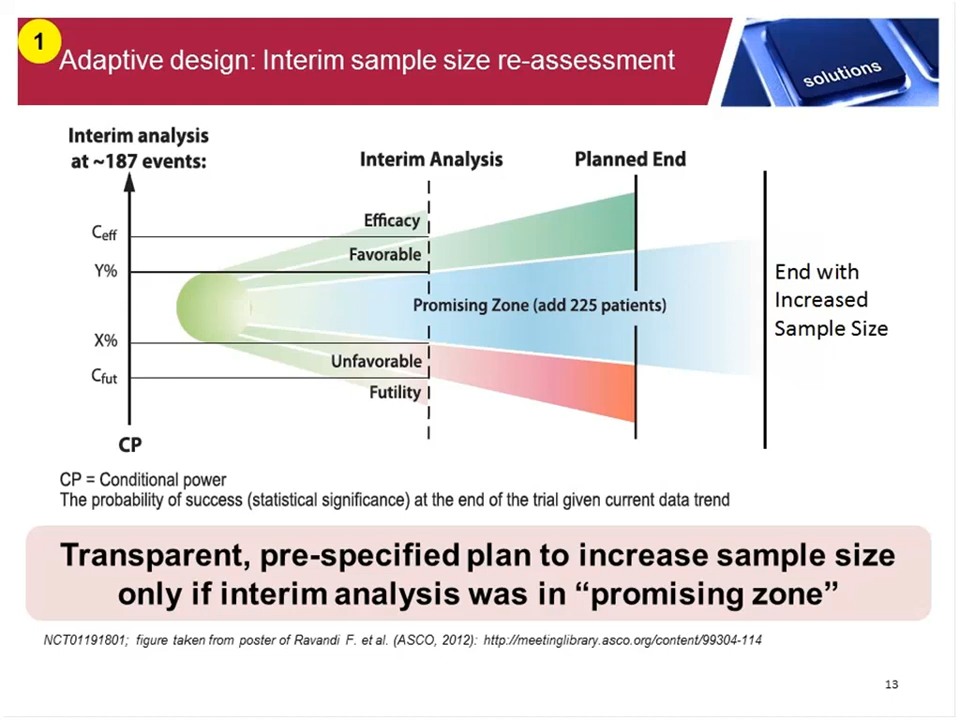 1
Adaptive design: Interim sample size re-assessment
solutions
Interim analysis
at ~187 events:
Interim Analysis
Planned End
Efficacy
Ceff
Favorable
Y%
End with
Increased
Sample Size
Promising Zone (add 225 patients)
X%
Unfavorable
Cfut
Futility
CP
CP = Conditional power
The probability of success (statistical significance) at the end of the trial given current data trend
Transparent, pre-specified plan to increase sample size
only if interim analysis was in “promising zone”
NCT01191801; figure taken from poster of Ravandi F. et al. (ASCO, 2012): http://meetinglibrary.asco.org/content/99304-114
13